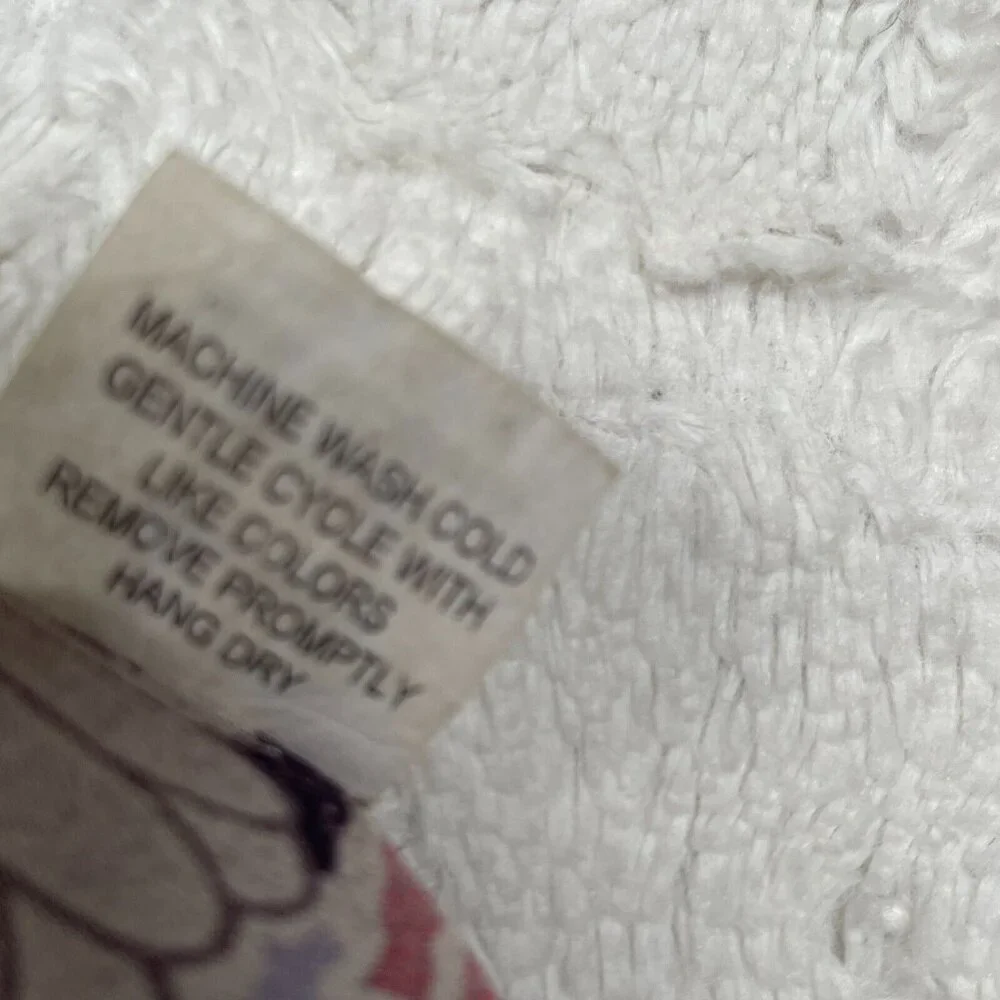 MACHINE WASH COLD
GENTLE CYCLE WITH
LIKE COLORS
REMOVE PROMPTLY
HANG DRY